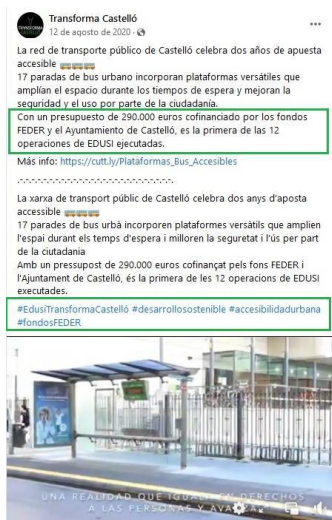 Transforma Castelló
12 de agosto de 2020 ·
La red de transporte público de Castelló celebra dos años de apuesta
accesible
17 paradas de bus urbano incorporan plataformas versátiles que
amplían el espacio durante los tiempos de espera y mejoran la
seguridad y el uso por parte de la ciudadanía.
Con un presupuesto de 290.000 euros cofinanciado por los fondos
FEDER y el Ayuntamiento de Castelló, es la primera de las 12
operaciones de EDUSI ejecutadas.
Más info: https://cutt.ly/Plataformas_Bus_Accesibles
La xarxa de transport públic de Castelló celebra dos anys d'aposta
accessible
17 parades de bus urbà incorporen plataformes versàtils que amplien
l'espai durant els temps d'espera i milloren la seguretat i l'ús per part
de la ciutadania
Amb un pressupost de 290.000 euros cofinançat pels fons FEDER i
l'Ajuntament de Castelló, és la primera de les 12 operacions de EDUSI
executades.
#EdusiTransformaCastelló #desarrollosostenible #accesibilidadurbana
#fondosFEDER
UNA REALIDAD QUE IGUALA EN DERECHOS
A LAS PERSONAS Y AVANZA